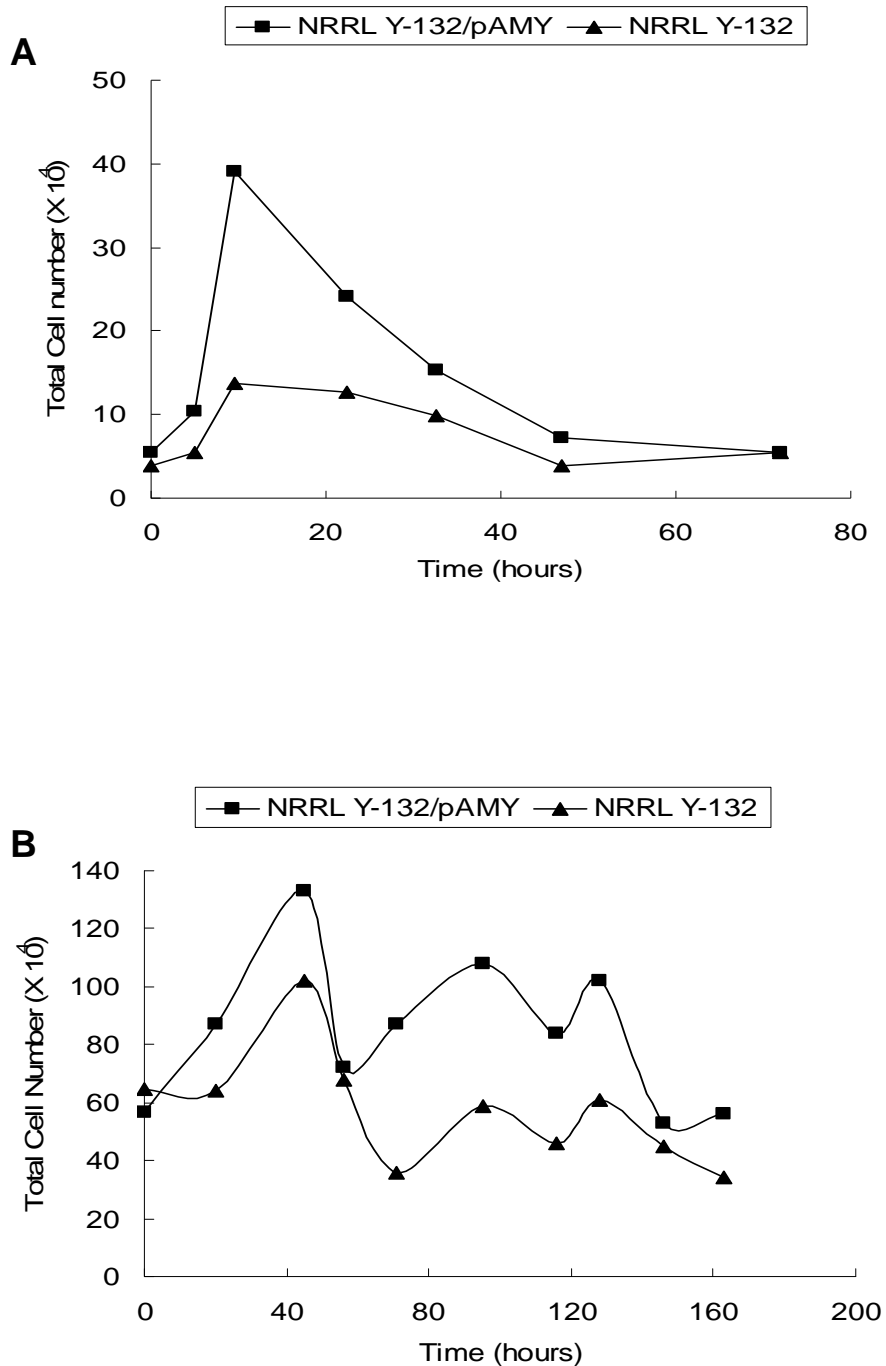 NRRL Y-132/pAMY NRRL Y-132
A
50
40
30
20
10
0
Total Cell number (X 10⁴)
0 20 40 60 80
Time (hours)
NRRL Y-132/pAMY NRRL Y-132
B
140
120
100
80
60
40
20
0
Total Cell Number (X 10⁴)
0 40 80 120 160 200
Time (hours)